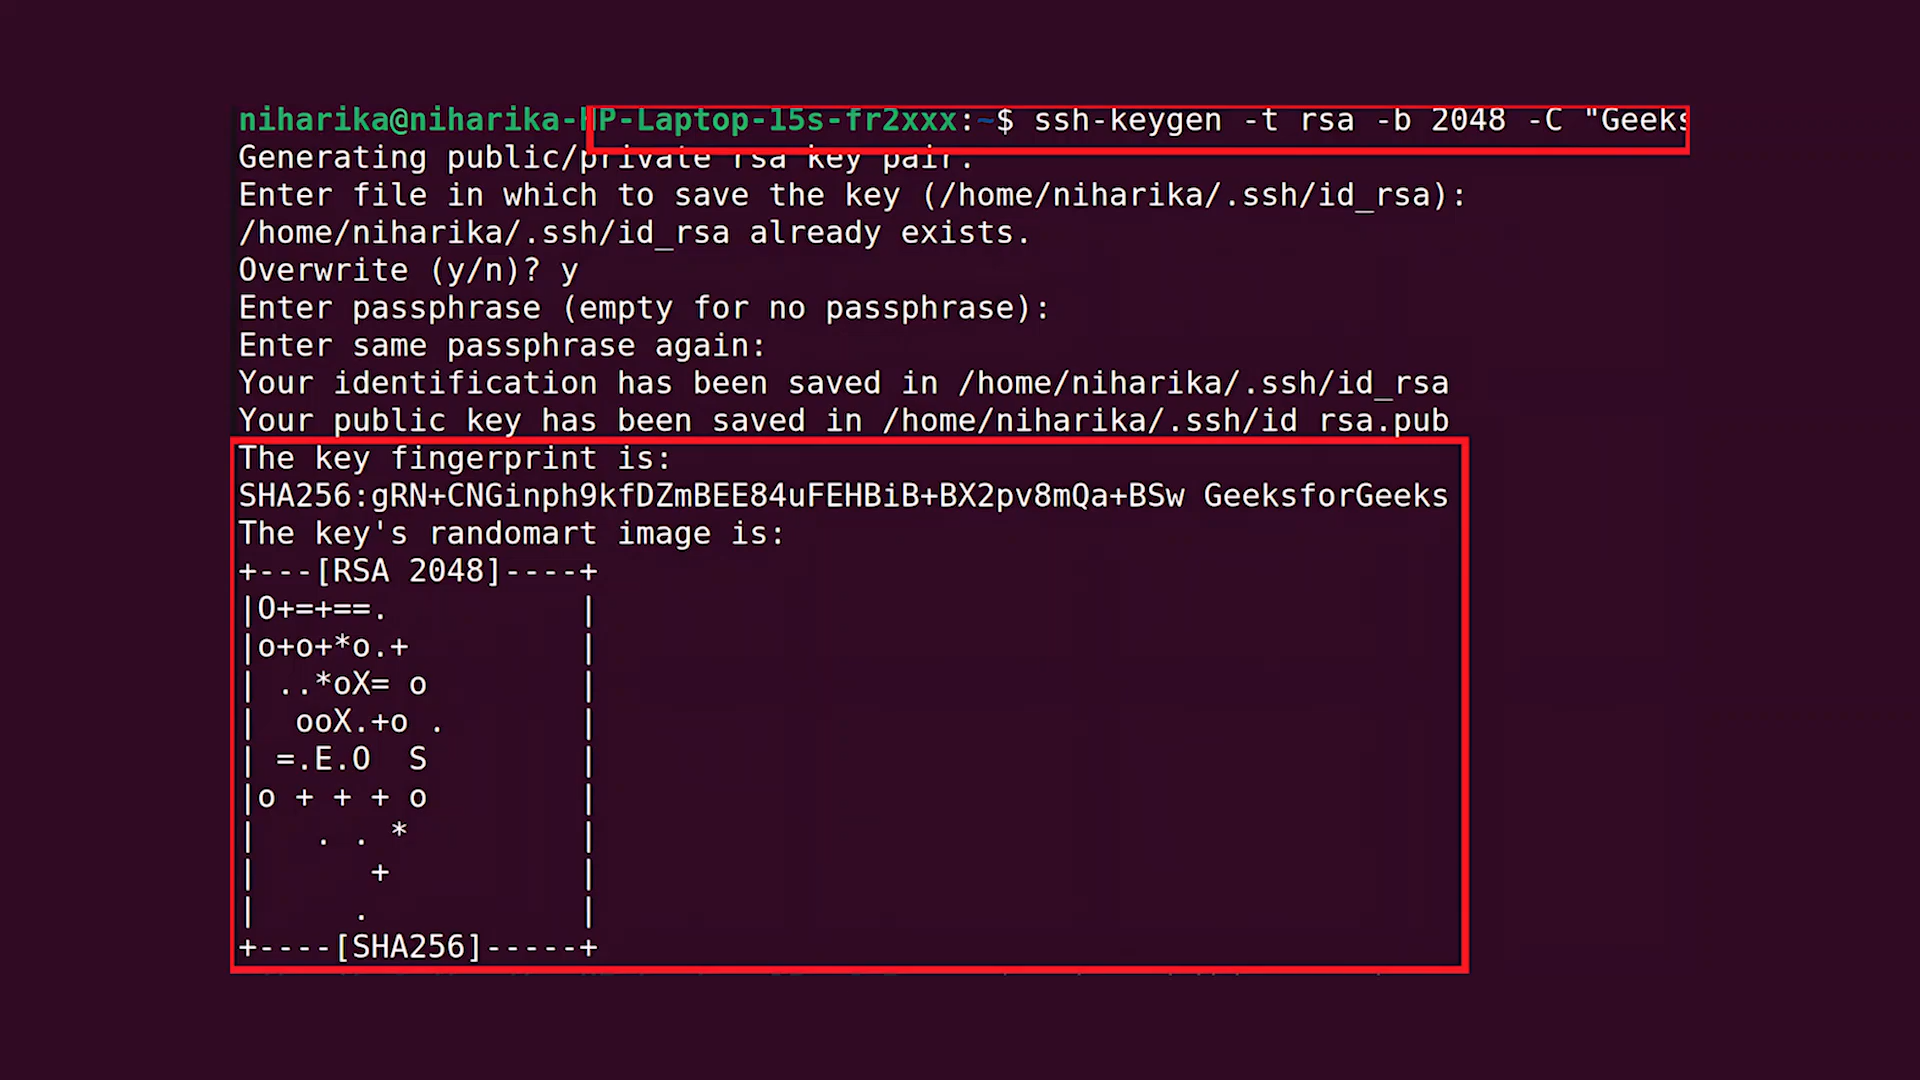 niharika@niharika-HP-Laptop-15s-fr2xxx:~$ ssh-keygen -t rsa -b 2048 -C "Geeks
Generating public/private rsa key pair.
Enter file in which to save the key (/home/niharika/.ssh/id_rsa):
/home/niharika/.ssh/id_rsa already exists.
Overwrite (y/n)? y
Enter passphrase (empty for no passphrase):
Enter same passphrase again:
Your identification has been saved in /home/niharika/.ssh/id_rsa
Your public key has been saved in /home/niharika/.ssh/id_rsa.pub
The key fingerprint is:
SHA256:gRN+CNGinph9kfDZmBEE84uFEHBiB+BX2pv8mQa+BSw GeeksforGeeks
The key's randomart image is:
+---[RSA 2048]----+
|O+=+==.          |
|o+o+*o.+         |
| ..*oX= o        |
|  ooX.+o .       |
| =.E.O  S        |
|o + + + o        |
|   . . *         |
|      +          |
|     .           |
+----[SHA256]-----+